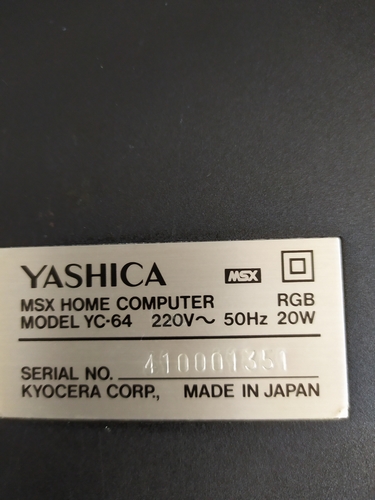 YASHICA MSX
MSX HOME COMPUTER RGB
MODEL YC-64 220V~ 50Hz 20W
SERIAL NO. 410001351
KYOCERA CORP., MADE IN JAPAN